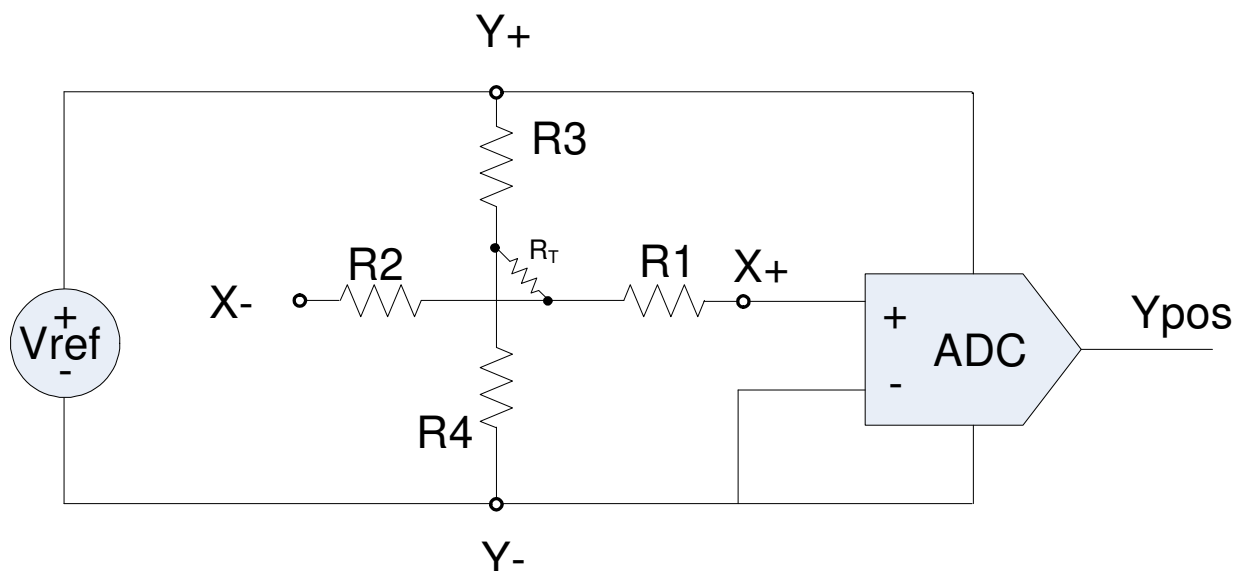 Y+
R3
RT
R2
R1
X+
X-
+
Vref
-
+
-
ADC
Ypos
R4
Y-